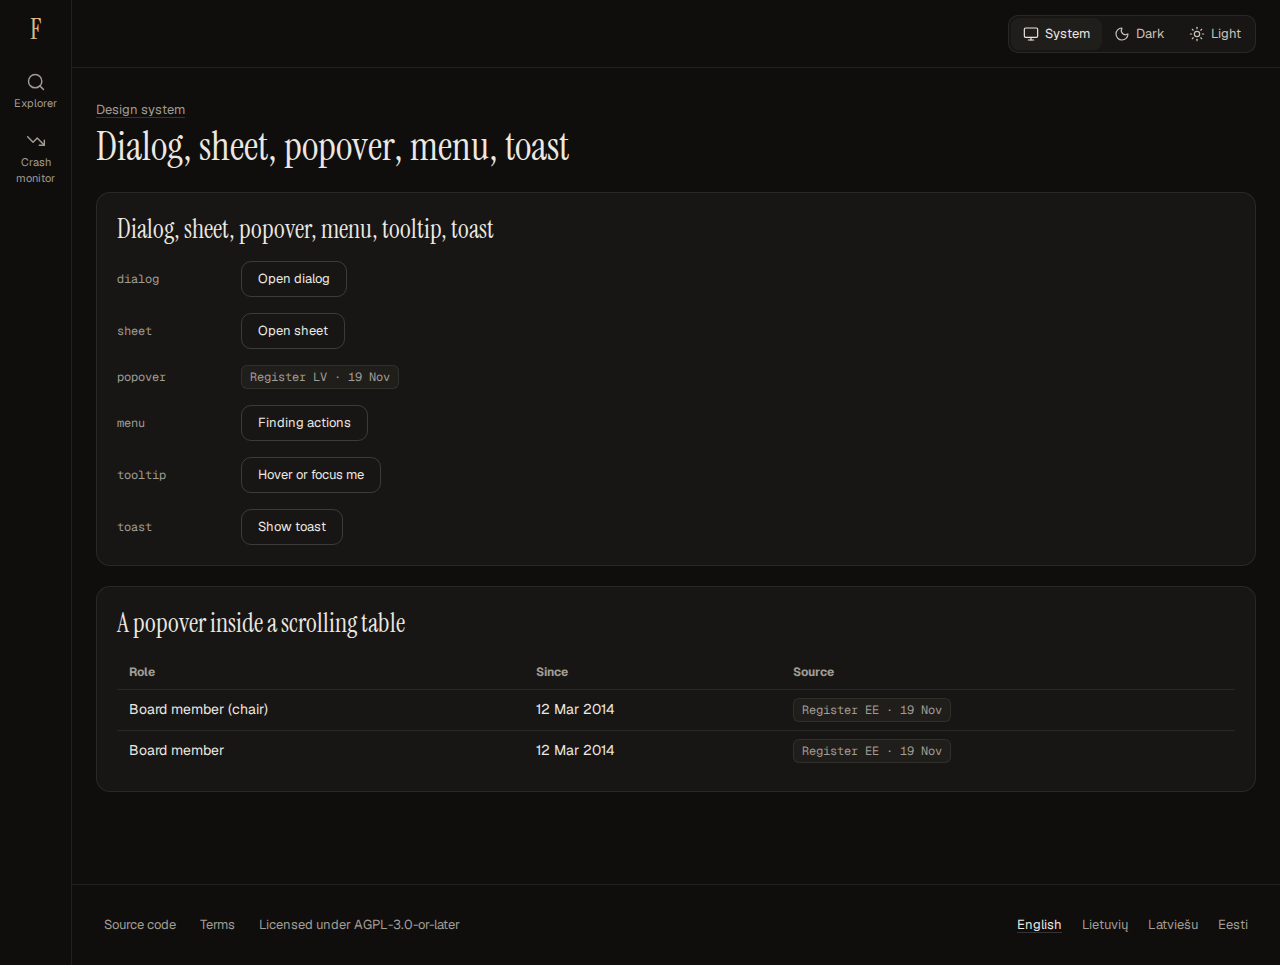 F
System Dark Light
Explorer
Crash
monitor
Design system
Dialog, sheet, popover, menu, toast
Dialog, sheet, popover, menu, tooltip, toast
dialog Open dialog
sheet Open sheet
popover Register LV · 19 Nov
menu Finding actions
tooltip Hover or focus me
toast Show toast
A popover inside a scrolling table
Role Since Source
Board member (chair) 12 Mar 2014 Register EE · 19 Nov
Board member 12 Mar 2014 Register EE · 19 Nov
Source code Terms Licensed under AGPL-3.0-or-later English Lietuvių Latviešu Eesti